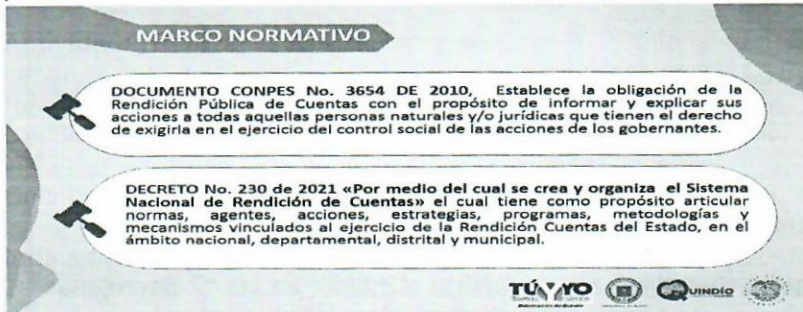 MARCO NORMATIVO
DOCUMENTO CONPES No. 3654 DE 2010, Establece la obligación de la
Rendición Pública de Cuentas con el propósito de informar y explicar sus
acciones a todas aquellas personas naturales y/o jurídicas que tienen el derecho
de exigirla en el ejercicio del control social de las acciones de los gobernantes.
DECRETO No. 230 de 2021 «Por medio del cual se crea y organiza el Sistema
Nacional de Rendición de Cuentas» el cual tiene como propósito articular
normas, agentes, acciones, estrategias, programas, metodologías y
mecanismos vinculados al ejercicio de la Rendición Cuentas del Estado, en el
ámbito nacional, departamental, distrital y municipal.
TÚ Y YO
QUINDÍO